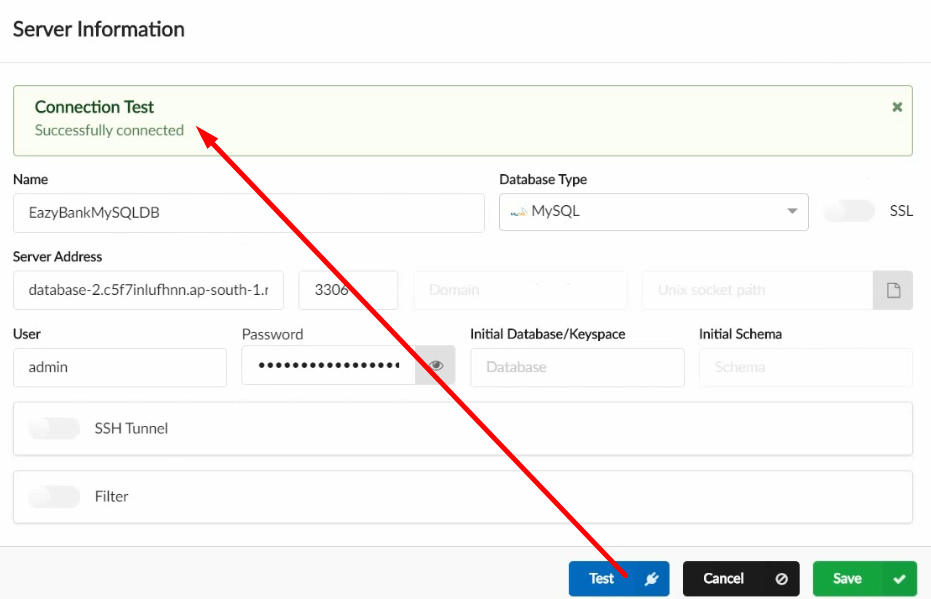 Server Information
Connection Test
Successfully connected
Name
Database Type
EazyBankMySQLDB
MySQL
SSL
Server Address
database-2.c5f7inlufhnn.ap-south-1.r
3306
Domain
Unix socket path
User
Password
Initial Database/Keyspace
Initial Schema
admin
•••••••••••••••••
Database
Schema
SSH Tunnel
Filter
Test
Cancel
Save